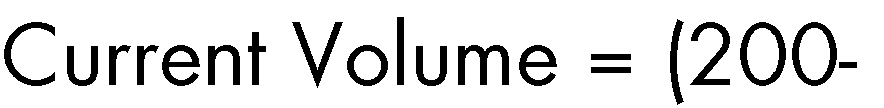 Current Volume = (200-